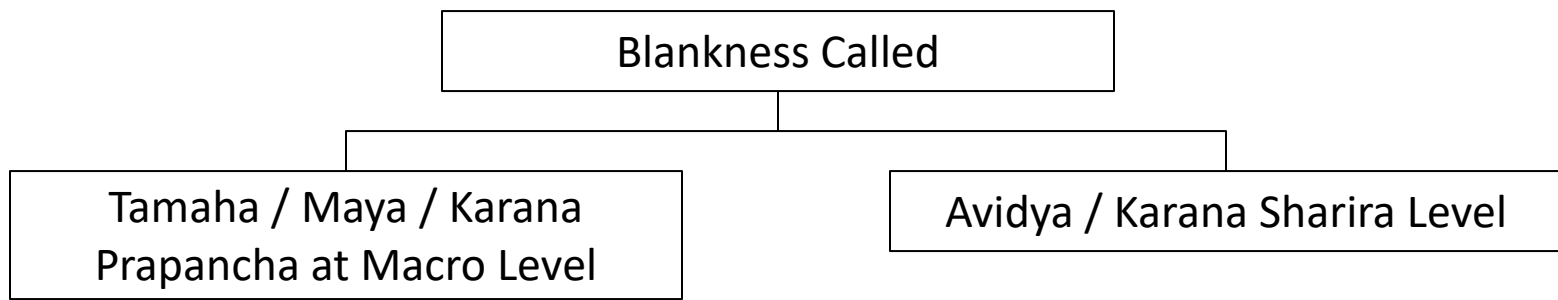 Blankness Called
Tamaha / Maya / Karana
Prapancha at Macro Level
Avidya / Karana Sharira Level